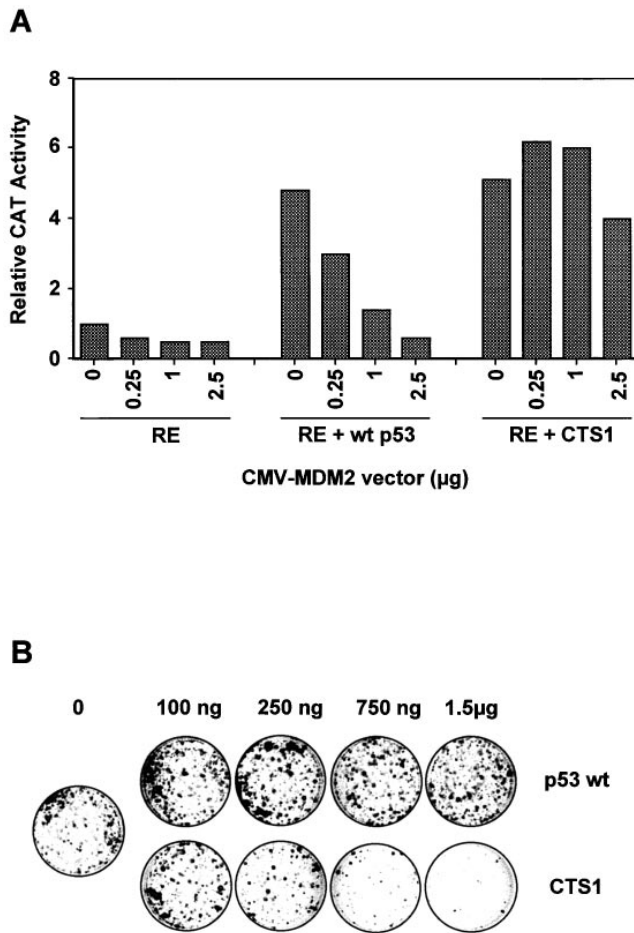 A
Relative CAT Activity
8
6
4
2
0
0 0.25 1 2.5 0 0.25 1 2.5 0 0.25 1 2.5
RE RE + wt p53 RE + CTS1
CMV-MDM2 vector (µg)
B
0 100 ng 250 ng 750 ng 1.5µg
p53 wt
CTS1